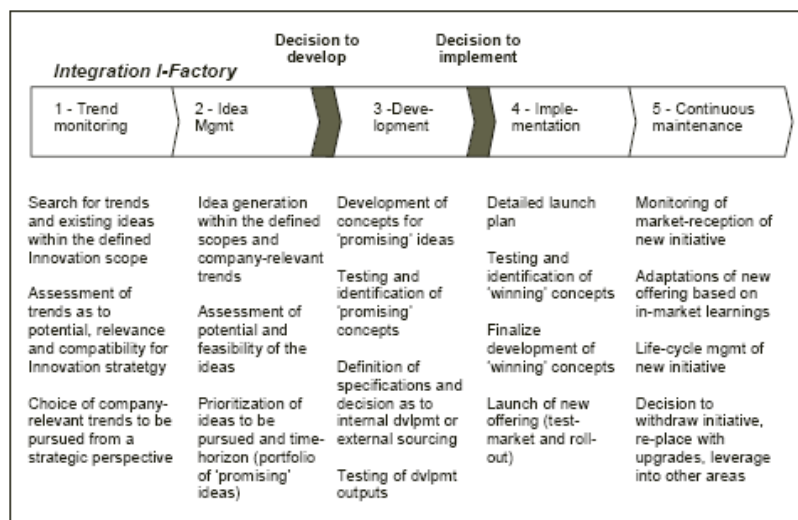 Decision to
develop
Decision to
implement
Integration I-Factory
1 - Trend
monitoring
2 - Idea
Mgmt
3 -Deve-
lopment
4 - Imple-
mentation
5 - Continuous
maintenance
Search for trends
and existing ideas
within the defined
Innovation scope
Assessment of
trends as to
potential, relevance
and compatibility for
Innovation stratetgy
Choice of company-
relevant trends to be
pursued from a
strategic perspective
Idea generation
within the defined
scopes and
company-relevant
trends
Assessment of
potential and
feasibility of the
ideas
Prioritization of
ideas to be
pursued and time-
horizon (portfolio
of 'promising'
ideas)
Development of
concepts for
'promising' ideas
Testing and
identification of
'promising'
concepts
Definition of
specifications and
decision as to
internal dvlpmt or
external sourcing
Testing of dvlpmt
outputs
Detailed launch
plan
Testing and
identification of
'winning' concepts
Finalize
development of
'winning' concepts
Launch of new
offering (test-
market and roll-
out)
Monitoring of
market-reception of
new initiative
Adaptations of new
offering based on
in-market learnings
Life-cycle mgmt of
new initiative
Decision to
withdraw initiative,
re-place with
upgrades, leverage
into other areas